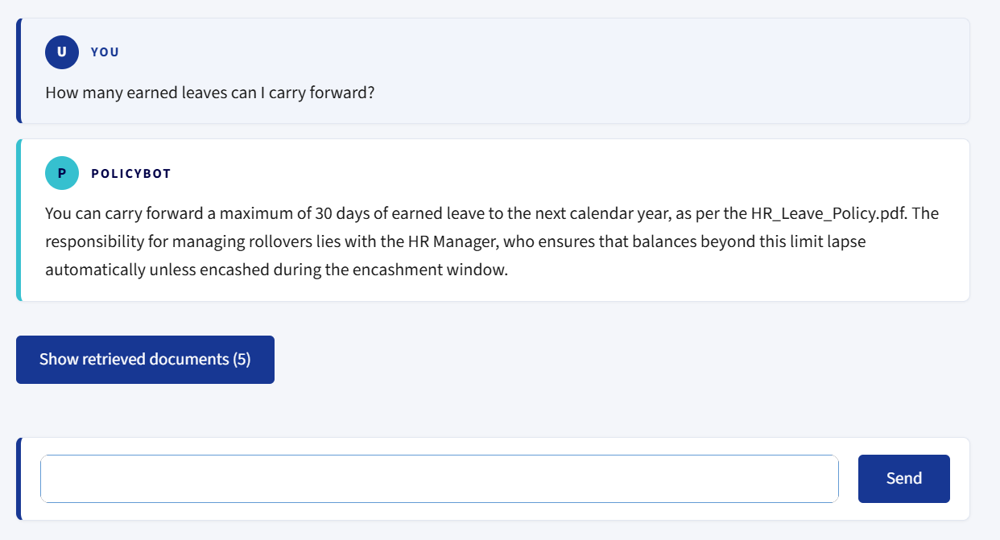 U
YOU
How many earned leaves can I carry forward?
P
POLICYBOT
You can carry forward a maximum of 30 days of earned leave to the next calendar year, as per the HR_Leave_Policy.pdf. The
responsibility for managing rollovers lies with the HR Manager, who ensures that balances beyond this limit lapse
automatically unless encashed during the encashment window.
Show retrieved documents (5)
Send